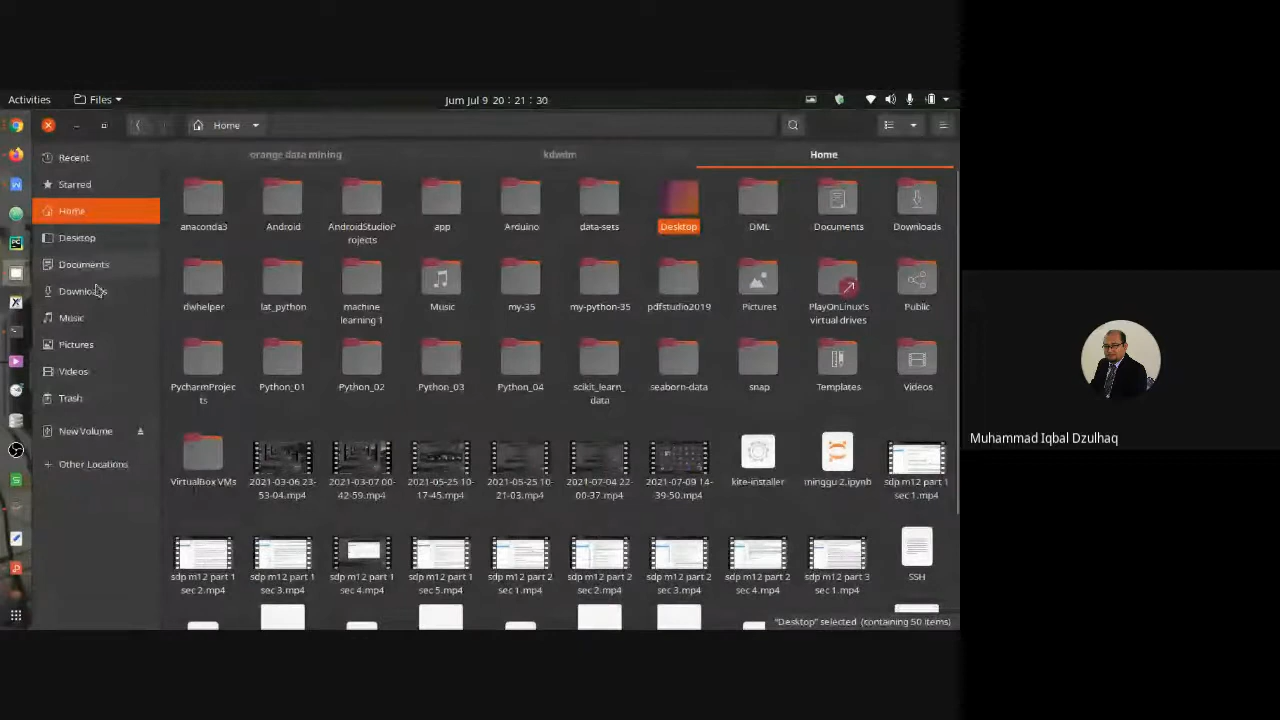 Activities
Files
Jum Jul 9 20 : 21 : 30
Home
orange data mining
kdwdm
Home
Recent
Starred
Home
Desktop
Documents
Downloads
Music
Pictures
Videos
Trash
New Volume
Other Locations
anaconda3
Android
AndroidStudioP
rojects
app
Arduino
data-sets
Desktop
DML
Documents
Downloads
dwhelper
lat_python
machine
learning 1
Music
my-35
my-python-35
pdfstudio2019
Pictures
PlayOnLinux's
virtual drives
Public
PycharmProjec
ts
Python_01
Python_02
Python_03
Python_04
scikit_learn_
data
seaborn-data
snap
Templates
Videos
VirtualBox VMs
2021-03-06 23-
53-04.mp4
2021-03-07 00-
42-59.mp4
2021-05-25 10-
17-45.mp4
2021-05-25 10-
21-03.mp4
2021-07-04 22-
00-37.mp4
2021-07-09 14-
39-50.mp4
kite-installer
minggu 2.ipynb
sdp m12 part 1
sec 1.mp4
sdp m12 part 1
sec 2.mp4
sdp m12 part 1
sec 3.mp4
sdp m12 part 1
sec 4.mp4
sdp m12 part 1
sec 5.mp4
sdp m12 part 2
sec 1.mp4
sdp m12 part 2
sec 2.mp4
sdp m12 part 2
sec 3.mp4
sdp m12 part 2
sec 4.mp4
sdp m12 part 3
sec 1.mp4
SSH
"Desktop" selected (containing 50 items)
Muhammad Iqbal Dzulhaq